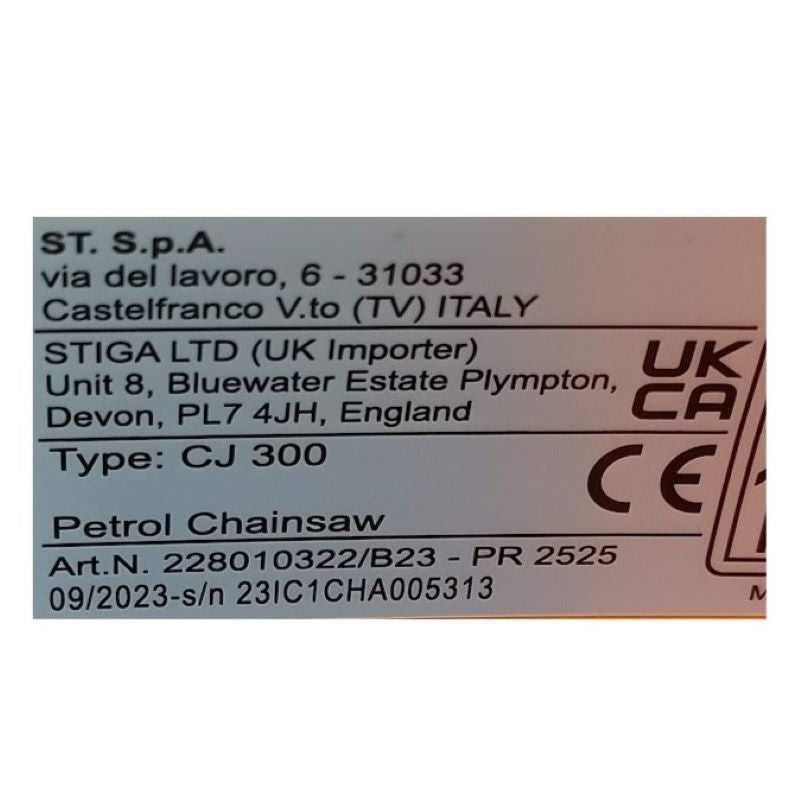 ST. S.p.A.
via del lavoro, 6 - 31033
Castelfranco V.to (TV) ITALY
STIGA LTD (UK Importer)
Unit 8, Bluewater Estate Plympton,
Devon, PL7 4JH, England
UK
CA
Type: CJ 300
CE
Petrol Chainsaw
Art.N. 228010322/B23 - PR 2525
09/2023-s/n 23IC1CHA005313